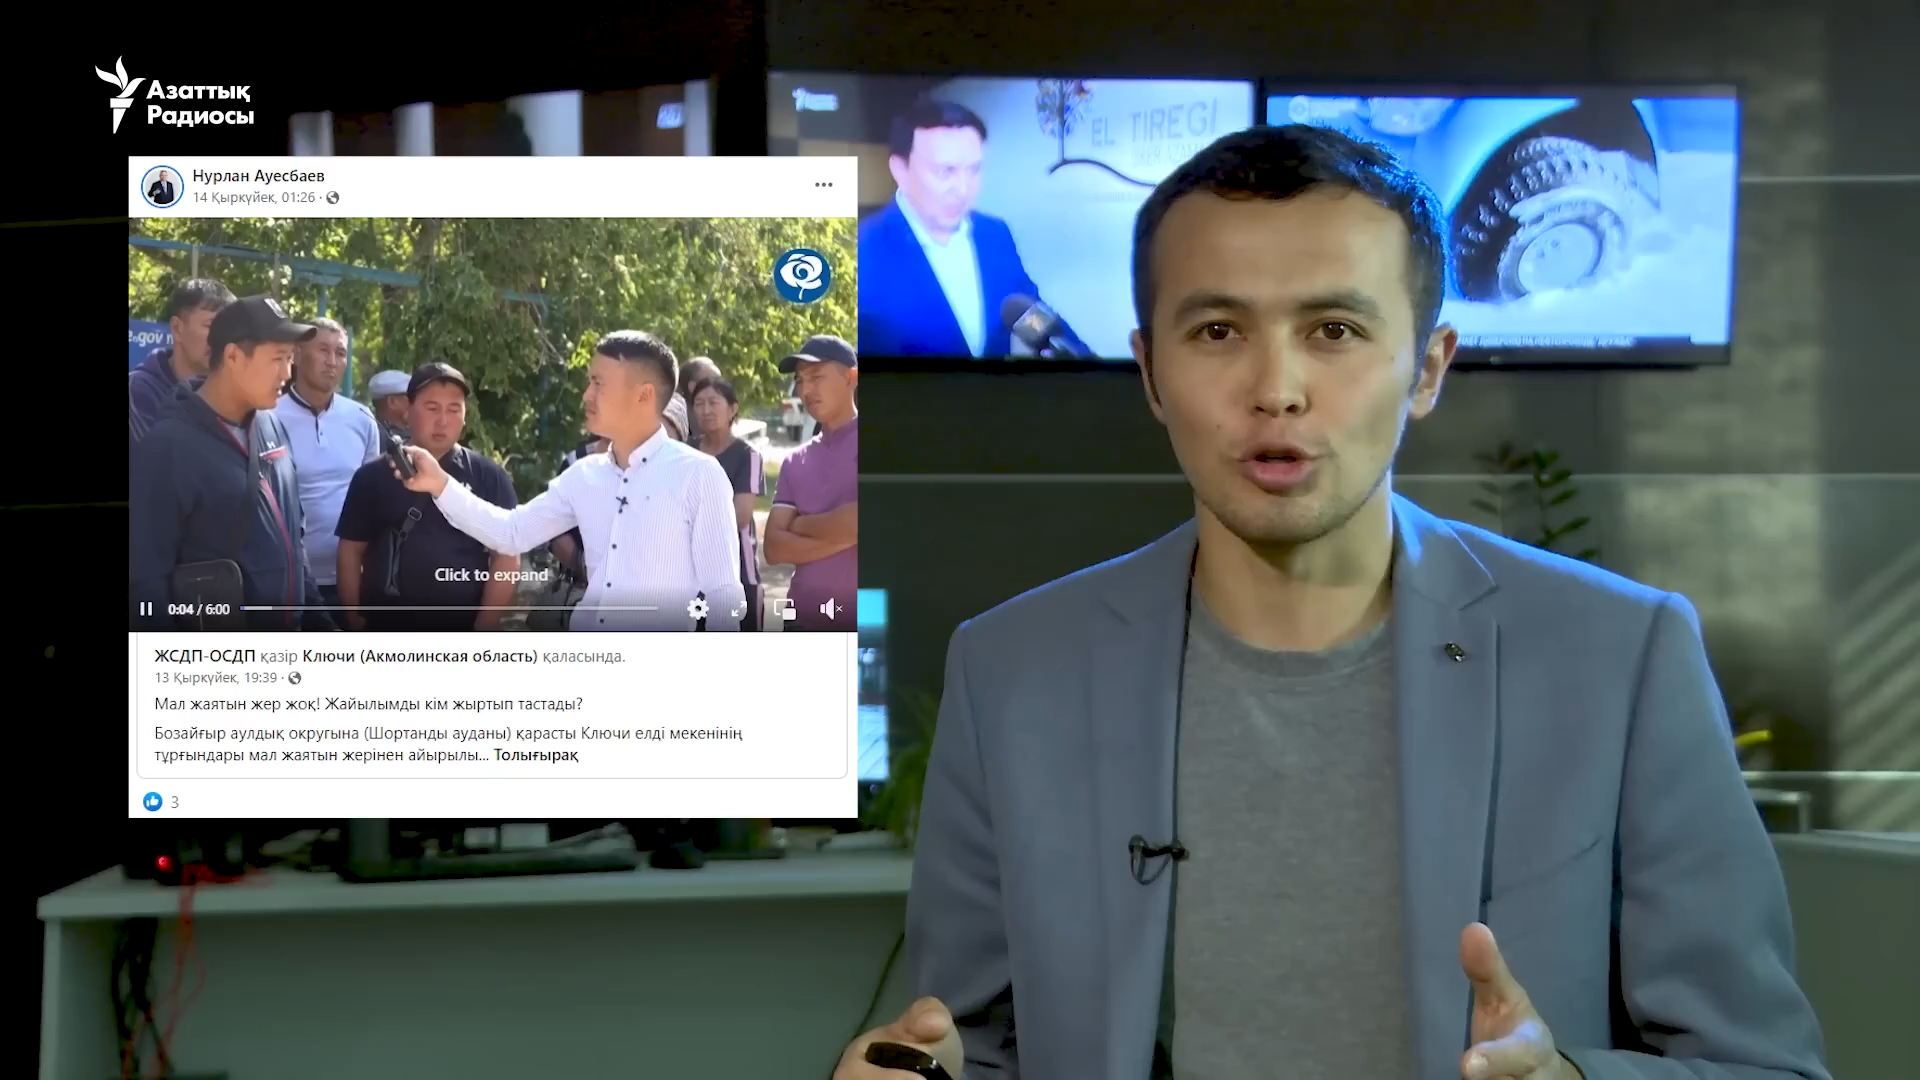 Азаттық
Радиосы
EL TIREGI
Нурлан Ауесбаев
14 Қыркүйек, 01:26
e-gov
Click to expand
0:04 / 6:00
ЖСДП-ОСДП қазір Ключи (Акмолинская область) қаласында.
13 Қыркүйек, 19:39
Мал жаятын жер жоқ! Жайылымды кім жыртып тастады?
Бозайғыр аулдық округына (Шортанды ауданы) қарасты Ключи елді мекенінің
тұрғындары мал жаятын жерінен айырылы... Толығырақ
3